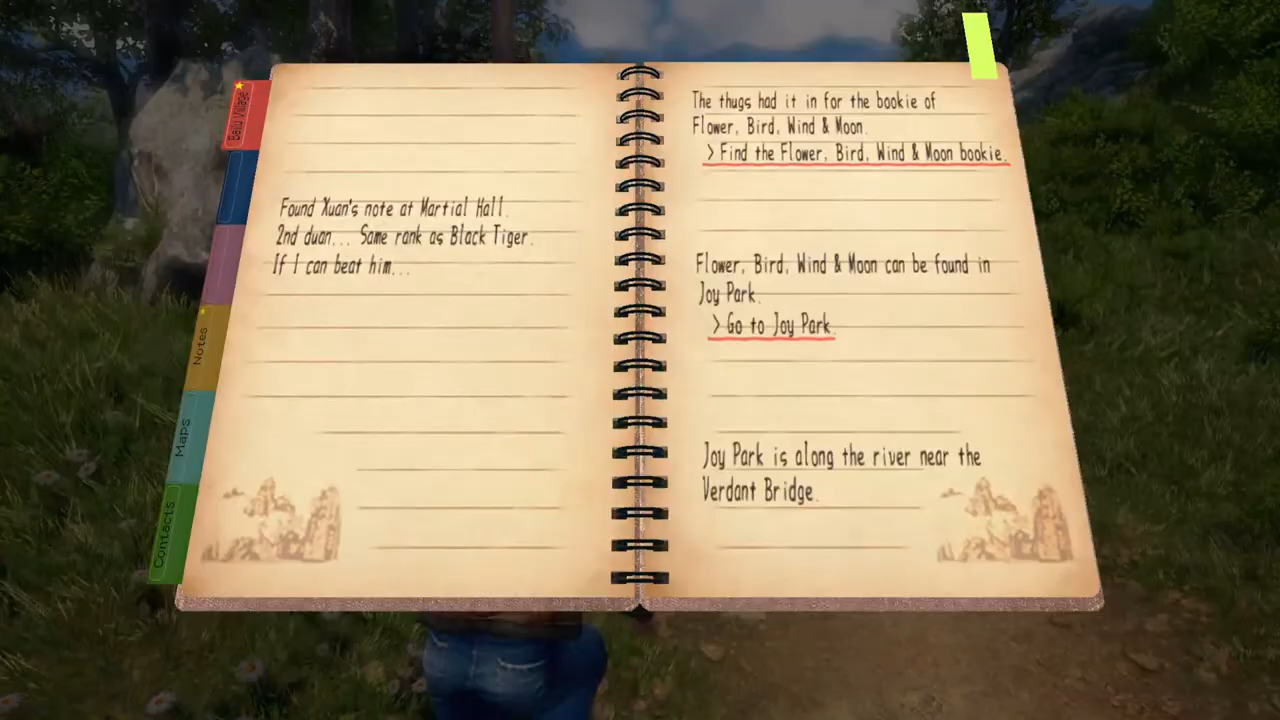 Bailu Village
Notes
Maps
Contacts
Found Xuan's note at Martial Hall.
2nd duan... Same rank as Black Tiger.
If I can beat him...
The thugs had it in for the bookie of
Flower, Bird, Wind & Moon.
> Find the Flower, Bird, Wind & Moon bookie.
Flower, Bird, Wind & Moon can be found in
Joy Park.
> Go to Joy Park.
Joy Park is along the river near the
Verdant Bridge.